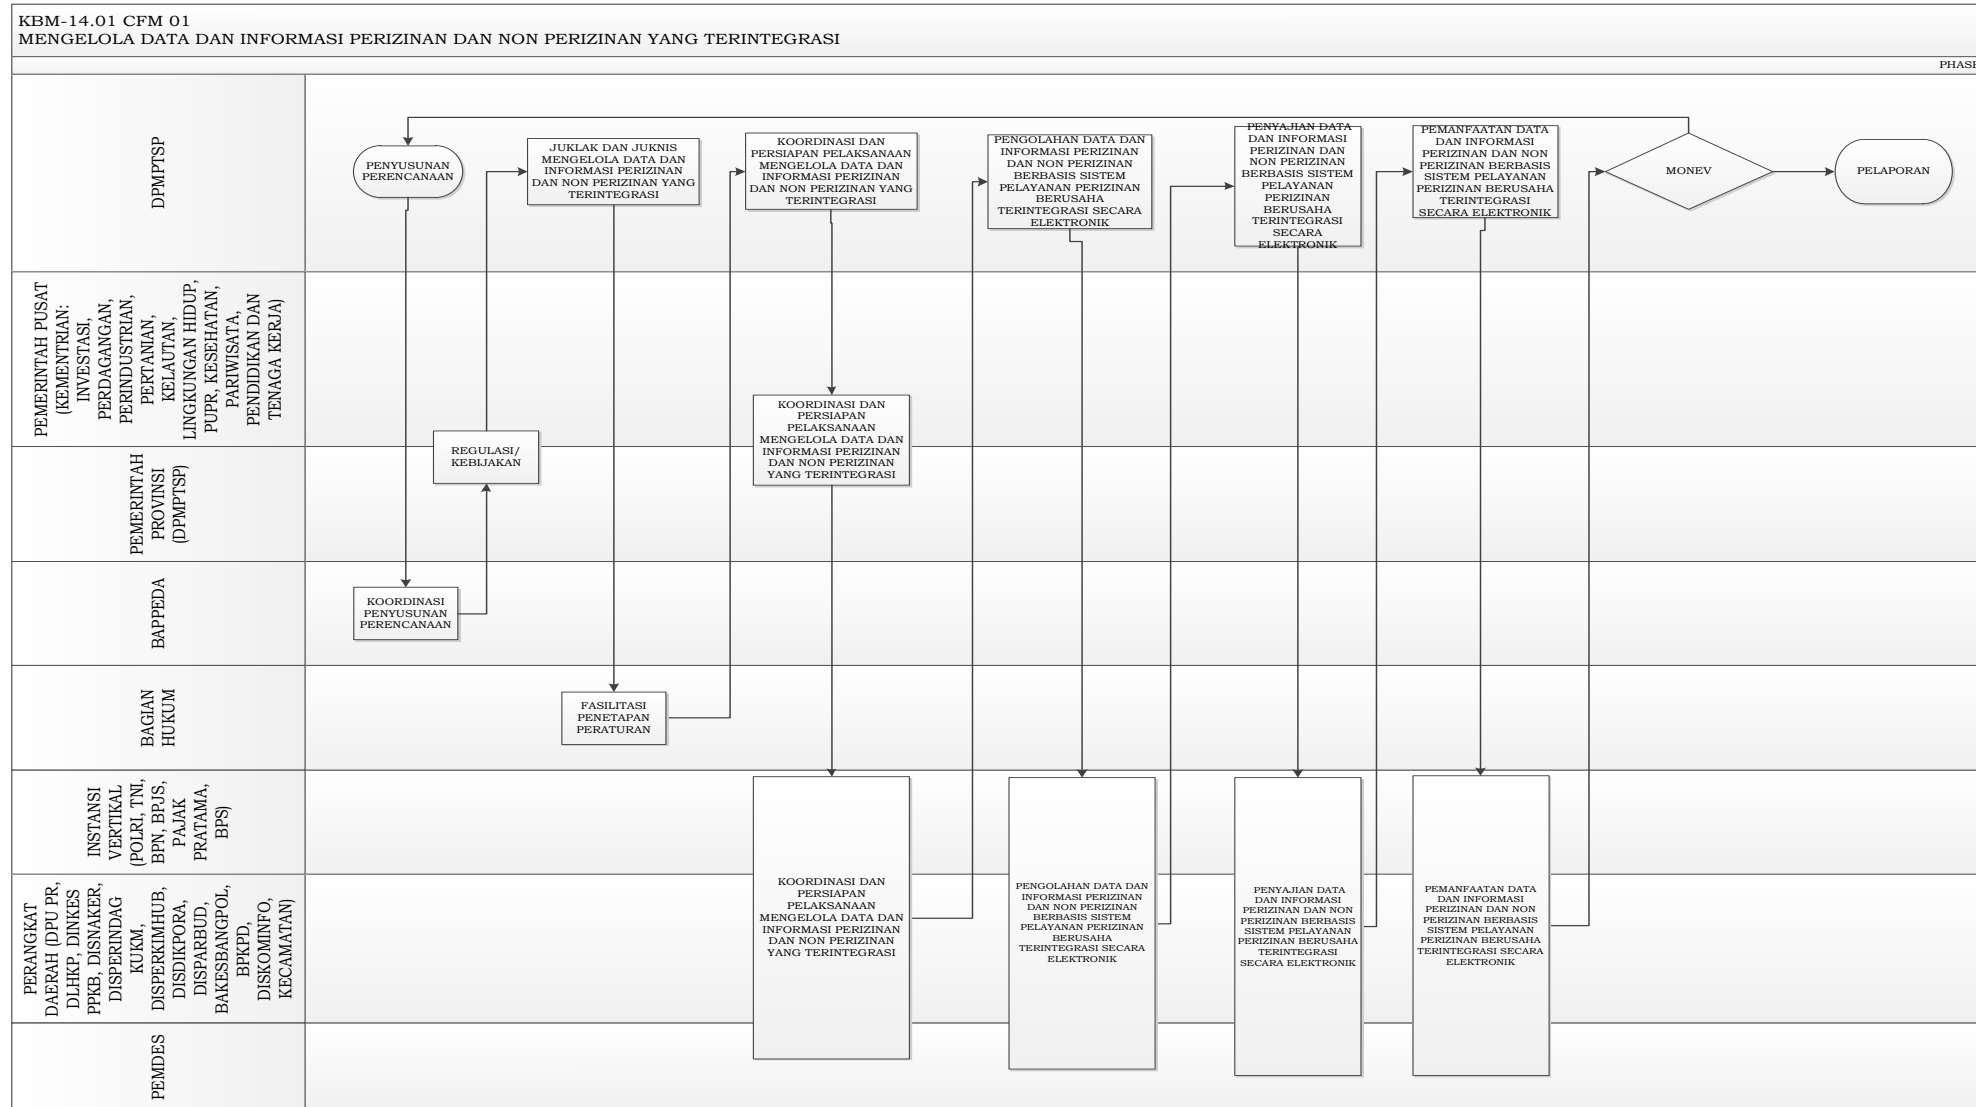 KBM-14.01 CFM 01
MENGELOLA DATA DAN INFORMASI PERIZINAN DAN NON PERIZINAN YANG TERINTEGRASI
PHASE
DPMPTSP
PENYUSUNAN
PERENCANAAN
JUKLAK DAN JUKNIS
MENGELOLA DATA DAN
INFORMASI PERIZINAN
DAN NON PERIZINAN YANG
TERINTEGRASI
KOORDINASI DAN
PERSIAPAN PELAKSANAAN
MENGELOLA DATA DAN
INFORMASI PERIZINAN
DAN NON PERIZINAN YANG
TERINTEGRASI
PENGOLAHAN DATA DAN
INFORMASI PERIZINAN
DAN NON PERIZINAN
BERBASIS SISTEM
PELAYANAN PERIZINAN
BERUSAHA
TERINTEGRASI SECARA
ELEKTRONIK
PENYAJIAN DATA
DAN INFORMASI
PERIZINAN DAN
NON PERIZINAN
BERBASIS SISTEM
PELAYANAN
PERIZINAN
BERUSAHA
TERINTEGRASI
SECARA
ELEKTRONIK
PEMANFAATAN DATA
DAN INFORMASI
PERIZINAN DAN NON
PERIZINAN BERBASIS
SISTEM PELAYANAN
PERIZINAN BERUSAHA
TERINTEGRASI
SECARA ELEKTRONIK
MONEV
PELAPORAN
PEMERINTAH PUSAT
(KEMENTRIAN:
INVESTASI,
PERDAGANGAN,
PERINDUSTRIAN,
PERTANIAN,
KELAUTAN,
LINGKUNGAN HIDUP,
PUPR, KESEHATAN,
PARIWISATA,
PENDIDIKAN DAN
TENAGA KERJA)
REGULASI/
KEBIJAKAN
KOORDINASI DAN
PERSIAPAN
PELAKSANAAN
MENGELOLA DATA DAN
INFORMASI PERIZINAN
DAN NON PERIZINAN
YANG TERINTEGRASI
PEMERINTAH
PROVINSI
(DPMPTSP)
BAPPEDA
KOORDINASI
PENYUSUNAN
PERENCANAAN
BAGIAN
HUKUM
FASILITASI
PENETAPAN
PERATURAN
INSTANSI
VERTIKAL
(POLRI, TNI,
BPN, BPJS,
PAJAK
PRATAMA,
BPS)
PERANGKAT
DAERAH (DPU PR,
DLHKP, DINKES
PPKB, DISNAKER,
DISPERINDAG
KUKM,
DISPERKIMHUB,
DISDIKPORA,
DISPARBUD,
BAKESBANGPOL,
BPKPD,
DISKOMINFO,
KECAMATAN)
KOORDINASI DAN
PERSIAPAN
PELAKSANAAN
MENGELOLA DATA DAN
INFORMASI PERIZINAN
DAN NON PERIZINAN
YANG TERINTEGRASI
PENGOLAHAN DATA DAN
INFORMASI PERIZINAN
DAN NON PERIZINAN
BERBASIS SISTEM
PELAYANAN PERIZINAN
BERUSAHA
TERINTEGRASI SECARA
ELEKTRONIK
PENYAJIAN DATA
DAN INFORMASI
PERIZINAN DAN NON
PERIZINAN BERBASIS
SISTEM PELAYANAN
PERIZINAN BERUSAHA
TERINTEGRASI
SECARA ELEKTRONIK
PEMANFAATAN DATA
DAN INFORMASI
PERIZINAN DAN NON
PERIZINAN BERBASIS
SISTEM PELAYANAN
PERIZINAN BERUSAHA
TERINTEGRASI SECARA
ELEKTRONIK
PEMDES